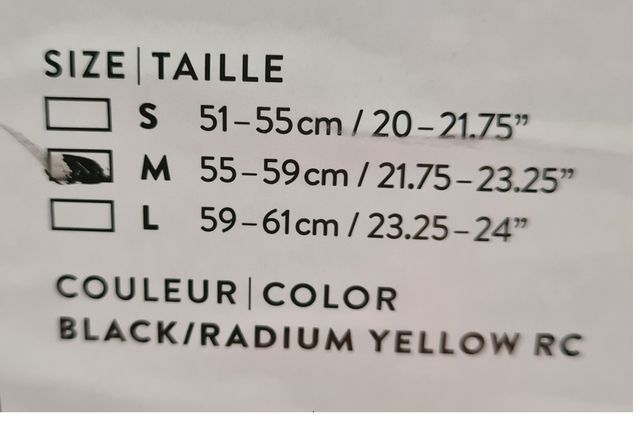 SIZE|TAILLE
S 51–55cm / 20–21.75”
M 55–59cm / 21.75–23.25”
L 59–61cm / 23.25–24”
COULEUR|COLOR
BLACK/RADIUM YELLOW RC